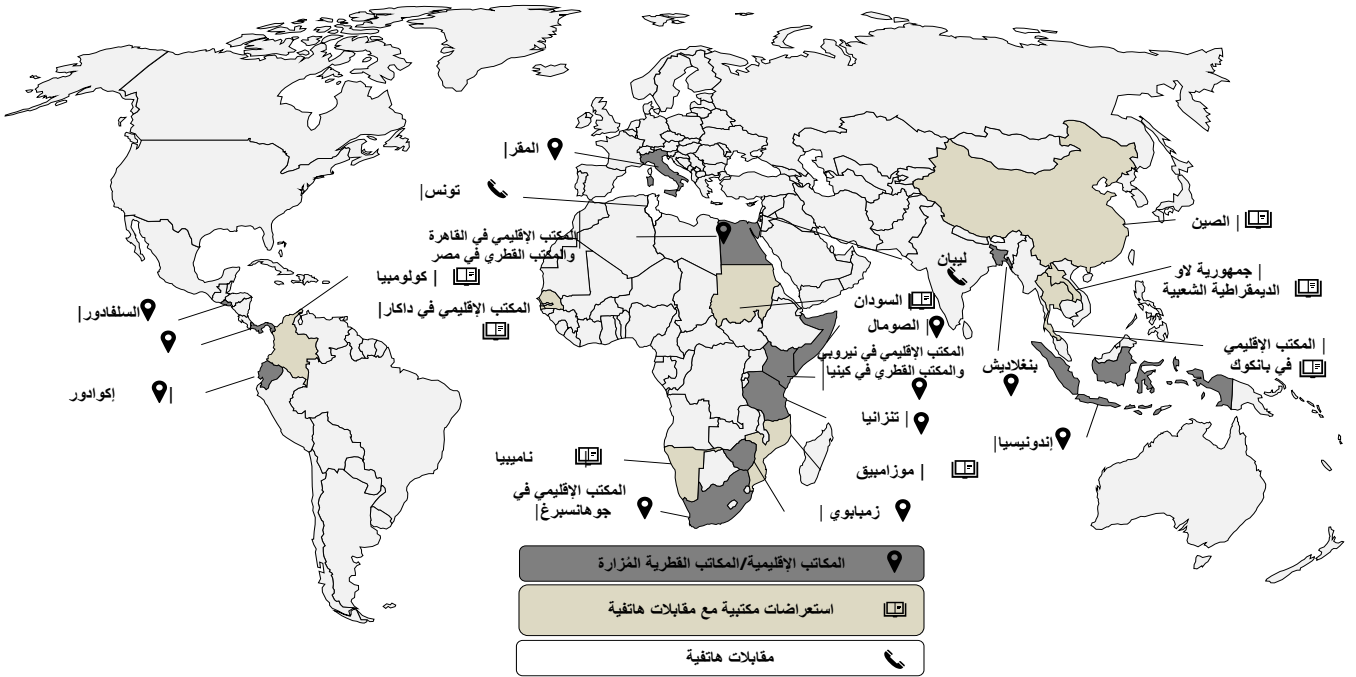 المقر|
تونس|
المكتب الإقليمي في القاهرة
والمكتب القطري في مصر
| كولومبيا
المكتب الإقليمي في داكار|
السلفادور|
إكوادور |
| الصين
ليبان
| جمهورية لاو
الديمقراطية الشعبية
| السودان
| الصومال
المكتب الإقليمي في نيروبي
والمكتب القطري في كينيا|
بنغلاديش
| المكتب الإقليمي
في بانكوك
| تنزانيا
إندونيسيا|
| موزامبيق
ناميبيا
المكتب الإقليمي في
جوهانسبرغ|
زمبابوي |
المكاتب الإقليمية/المكاتب القطرية المُزارة
استعراضات مكتبية مع مقابلات هاتفية
مقابلات هاتفية